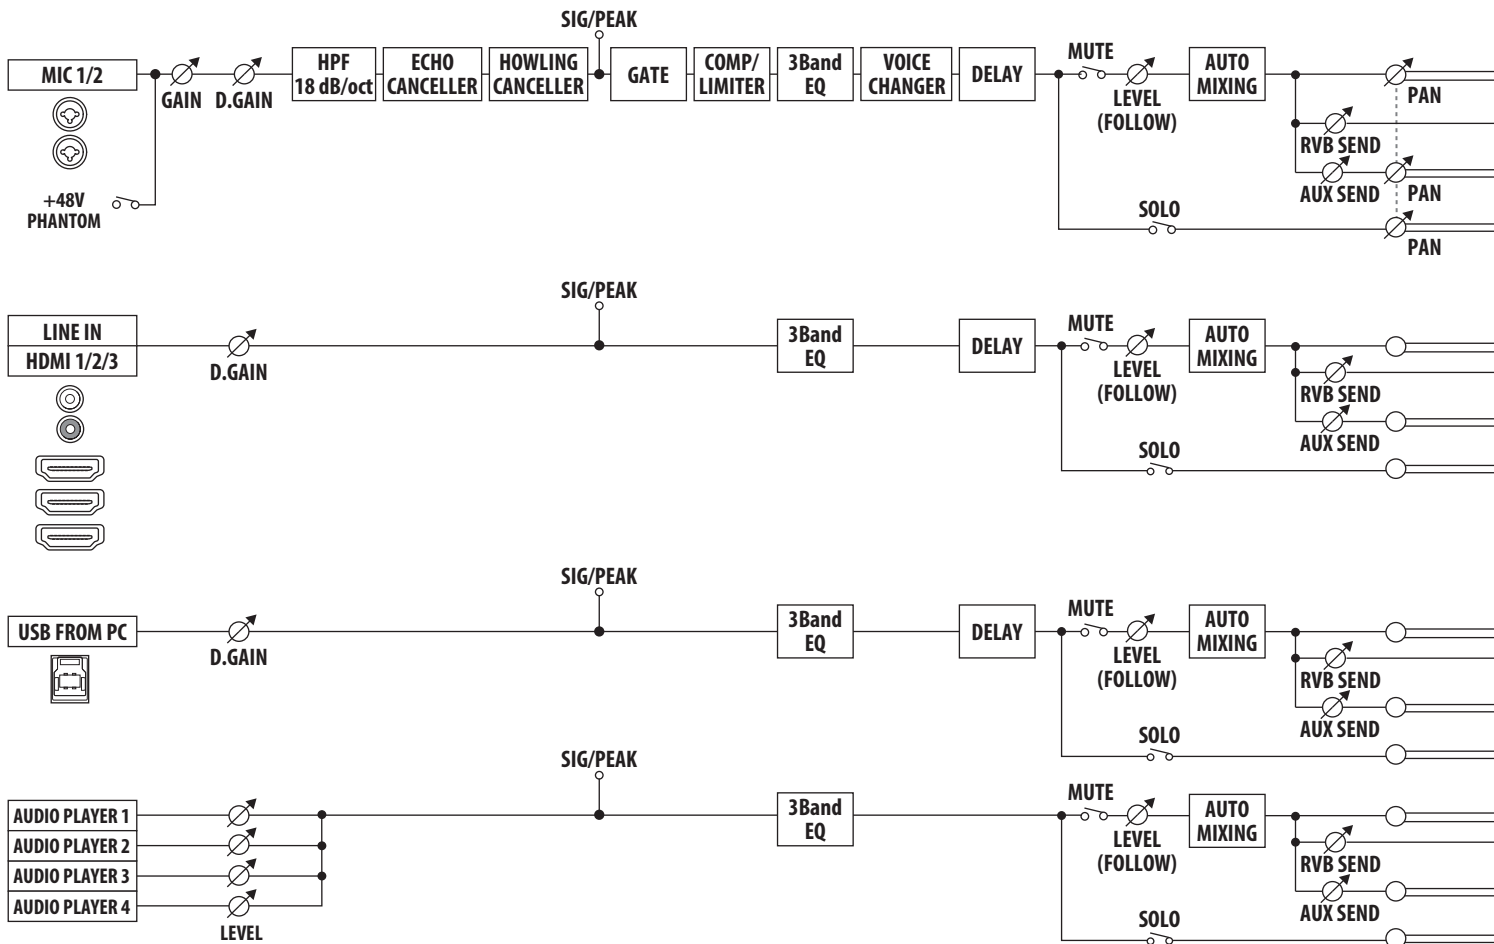 SIG/PEAK
MIC 1/2
GAIN
D.GAIN
HPF
18 dB/oct
ECHO
CANCELLER
HOWLING
CANCELLER
GATE
COMP/
LIMITER
3Band
EQ
VOICE
CHANGER
DELAY
MUTE
LEVEL
(FOLLOW)
AUTO
MIXING
PAN
RVB SEND
AUX SEND
PAN
SOLO
PAN
+48V
PHANTOM
SIG/PEAK
LINE IN
HDMI 1/2/3
D.GAIN
3Band
EQ
DELAY
MUTE
LEVEL
(FOLLOW)
AUTO
MIXING
RVB SEND
AUX SEND
SOLO
SIG/PEAK
USB FROM PC
D.GAIN
3Band
EQ
DELAY
MUTE
LEVEL
(FOLLOW)
AUTO
MIXING
RVB SEND
AUX SEND
SOLO
SIG/PEAK
AUDIO PLAYER 1
AUDIO PLAYER 2
AUDIO PLAYER 3
AUDIO PLAYER 4
LEVEL
3Band
EQ
MUTE
LEVEL
(FOLLOW)
AUTO
MIXING
RVB SEND
AUX SEND
SOLO